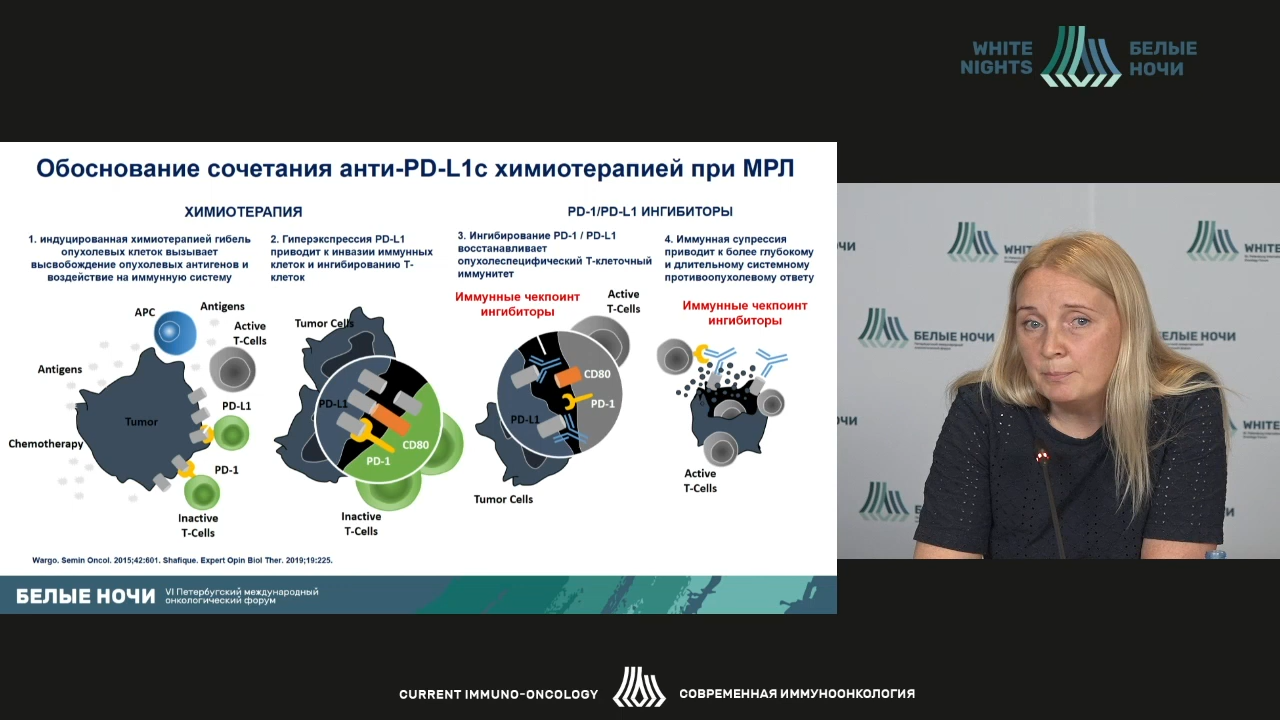 WHITE
NIGHTS
БЕЛЫЕ
НОЧИ
Обоснование сочетания анти-PD-L1с химиотерапией при МРЛ
ХИМИОТЕРАПИЯ
PD-1/PD-L1 ИНГИБИТОРЫ
1. индуцированная химиотерапией гибель
опухолевых клеток вызывает
высвобождение опухолевых антигенов и
воздействие на иммунную систему
2. Гиперэкспрессия PD-L1
приводит к инвазии иммунных
клеток и ингибированию Т-
клеток
3. Ингибирование PD-1 / PD-L1
восстанавливает
опухолеспецифический Т-клеточный
иммунитет
4. Иммунная супрессия
приводит к более глубокому
и длительному системному
противоопухолевому ответу
APC
Antigens
Active
T-Cells
Antigens
PD-L1
Tumor
Chemotherapy
PD-1
Inactive
T-Cells
Tumor Cells
PD-L1
CD80
PD-1
Inactive
T-Cells
Иммунные чекпоинт
ингибиторы
Active
T-Cells
CD80
PD-1
PD-L1
Tumor Cells
Иммунные чекпоинт
ингибиторы
Active
T-Cells
Wargo. Semin Oncol. 2015;42:601. Shafique. Expert Opin Biol Ther. 2019;19:225.
БЕЛЫЕ НОЧИ
VI Петербугский международный
онкологический форум
БЕЛЫЕ НОЧИ
WHITE
WHITE
БЕЛЫЕ НОЧИ
WHITE
CURRENT IMMUNO-ONCOLOGY
СОВРЕМЕННАЯ ИММУНООНКОЛОГИЯ